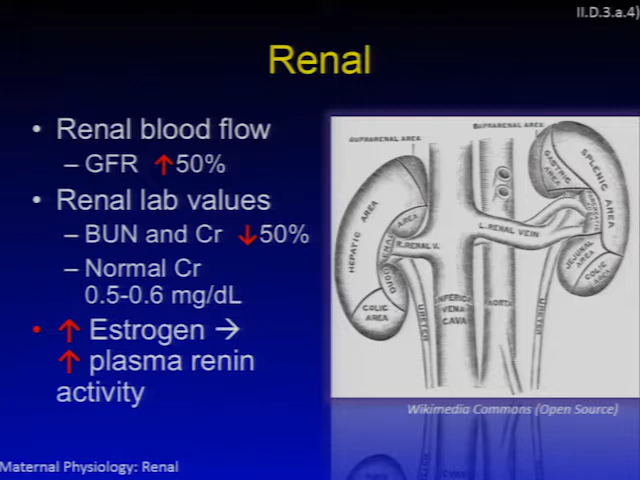 II.D.3.a.4)
Renal
• Renal blood flow
– GFR ↑50%
• Renal lab values
– BUN and Cr ↓50%
– Normal Cr
0.5-0.6 mg/dL
• ↑ Estrogen →
↑ plasma renin
activity
SUPRARENAL AREA
SUPRARENAL AREA
GASTRIC
AREA
SPLENIC AREA
HEPATIC AREA
AREA
L. RENAL VEIN
R. RENAL V.
JEJUNAL
AREA
COLIC
AREA
COLIC
AREA
URETER
INFERIOR
VENA
CAVA
AORTA
URETER
Wikimedia Commons (Open Source)
Maternal Physiology: Renal